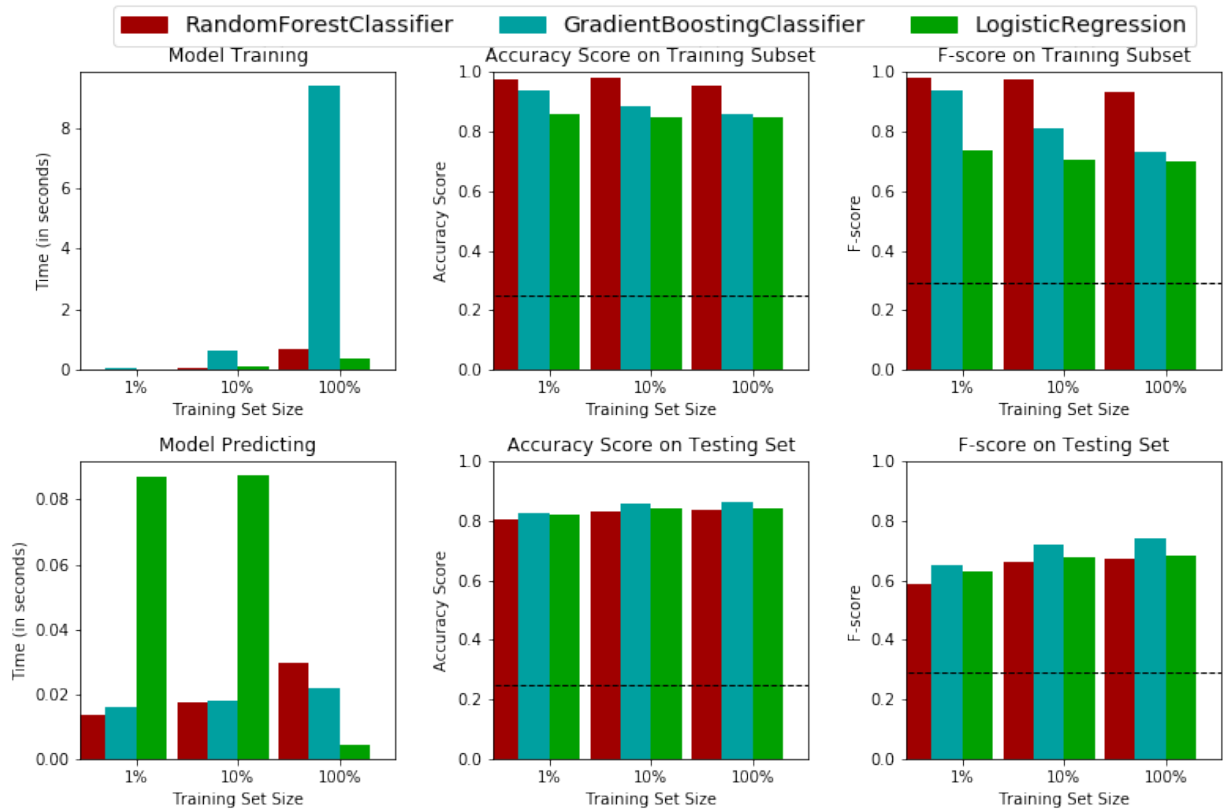 RandomForestClassifier GradientBoostingClassifier LogisticRegression
Model Training
Time (in seconds)
8
6
4
2
0
1% 10% 100%
Training Set Size
Accuracy Score on Training Subset
Accuracy Score
1.0
0.8
0.6
0.4
0.2
0.0
1% 10% 100%
Training Set Size
F-score on Training Subset
F-score
1.0
0.8
0.6
0.4
0.2
0.0
1% 10% 100%
Training Set Size
Model Predicting
Time (in seconds)
0.08
0.06
0.04
0.02
0.00
1% 10% 100%
Training Set Size
Accuracy Score on Testing Set
Accuracy Score
1.0
0.8
0.6
0.4
0.2
0.0
1% 10% 100%
Training Set Size
F-score on Testing Set
F-score
1.0
0.8
0.6
0.4
0.2
0.0
1% 10% 100%
Training Set Size